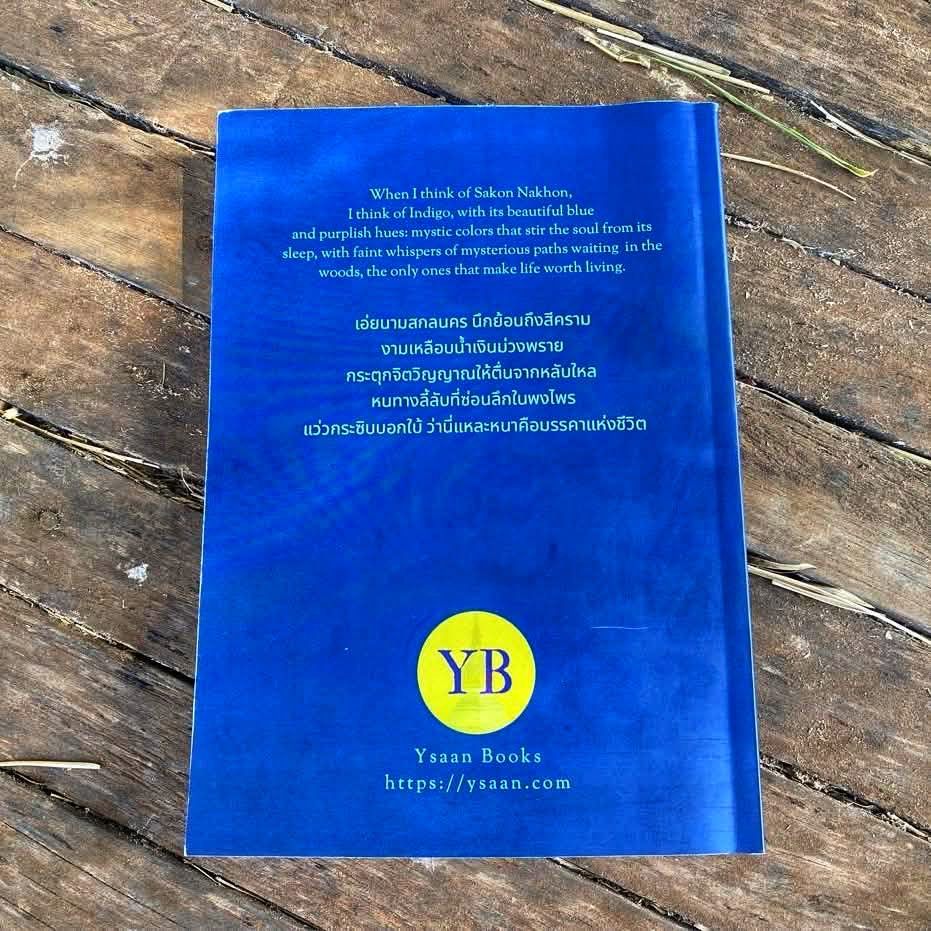 When I think of Sakon Nakhon,
I think of Indigo, with its beautiful blue
and purplish hues: mystic colors that stir the soul from its
sleep, with faint whispers of mysterious paths waiting in the
woods, the only ones that make life worth living.
เอ่ยนามสกลนคร นึกย้อนถึงสีคราม
งามเหลือบน้ำเงินม่วงพราย
กระตุกจิตวิญญาณให้ตื่นจากหลับใหล
หนทางลี้ลับที่ซ่อนลึกในพงไพร
แว่วกระซิบบอกใบ้ ว่านี่แหละหนาคือมรรคาแห่งชีวิต
YB
Ysaan Books
https://ysaan.com